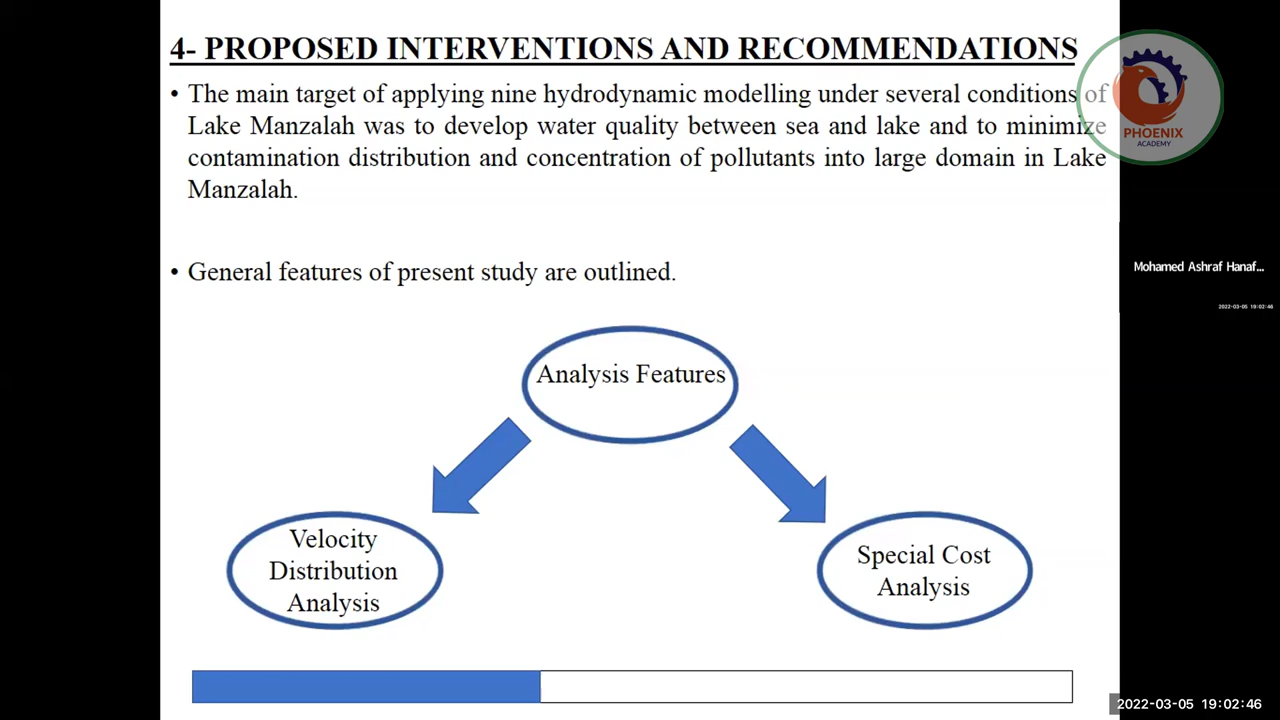 4- PROPOSED INTERVENTIONS AND RECOMMENDATIONS
• The main target of applying nine hydrodynamic modelling under several conditions of
Lake Manzalah was to develop water quality between sea and lake and to minimize
contamination distribution and concentration of pollutants into large domain in Lake
Manzalah.
PHOENIX
ACADEMY
Mohamed Ashraf Hanaf...
2022-03-05 19:02:46
• General features of present study are outlined.
Analysis Features
Velocity
Distribution
Analysis
Special Cost
Analysis
2022-03-05 19:02:46